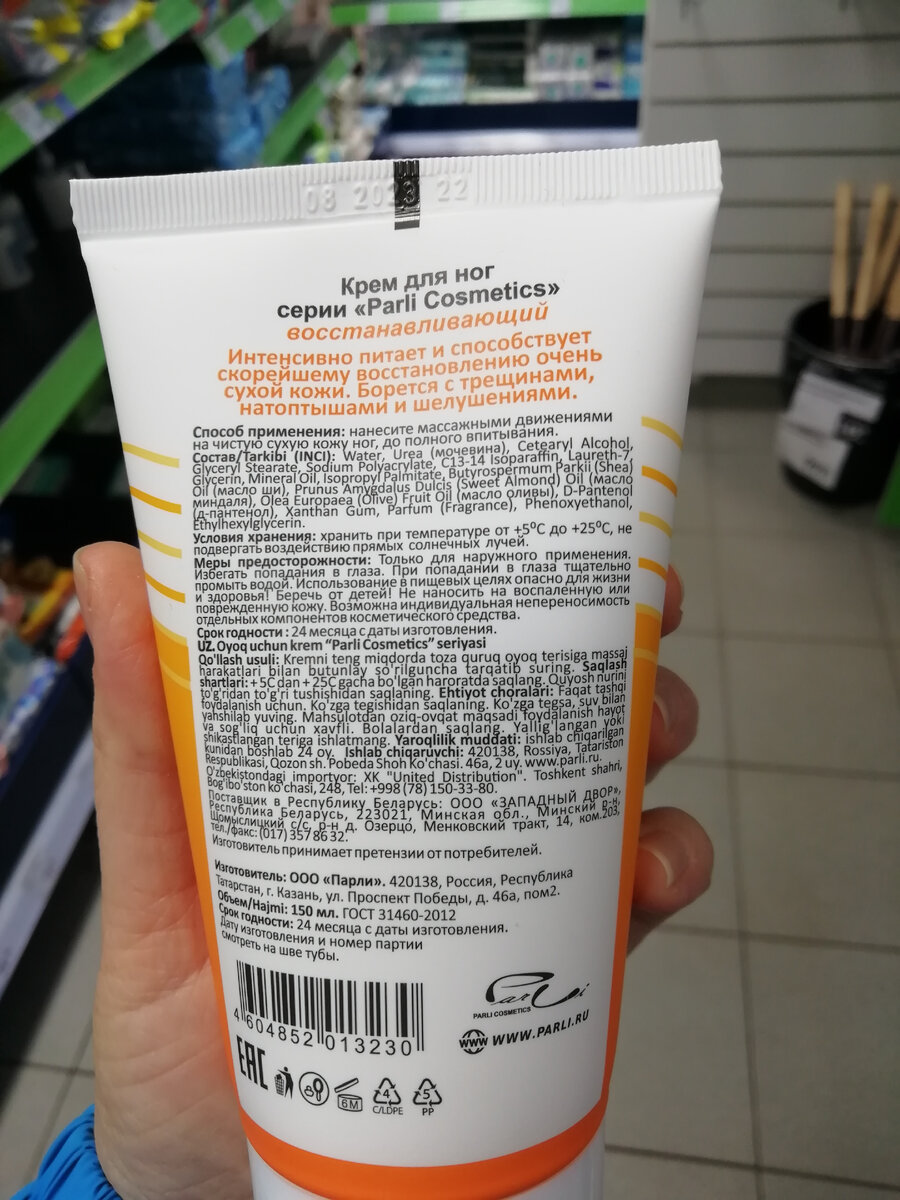 08 2023 22
Крем для ног
серии «Parli Cosmetics»
восстанавливающий
Интенсивно питает и способствует
скорейшему восстановлению очень
сухой кожи. Борется с трещинами,
натоптышами и шелушениями.
Способ применения: нанесите массажными движениями
на чистую сухую кожу ног, до полного впитывания.
Состав/Tarkibi (INCI): Water, Urea (мочевина), Cetearyl Alcohol,
Glyceryl Stearate, Sodium Polyacrylate, C13-14 Isoparaffin, Laureth-7,
Glycerin, Mineral Oil, Isopropyl Palmitate, Butyrospermum Parkii (Shea)
Oil (масло ши), Prunus Amygdalus Dulcis (Sweet Almond) Oil (масло
миндаля), Olea Europaea (Olive) Fruit Oil (масло оливы), D-Pantenol
(д-пантенол), Xanthan Gum, Parfum (Fragrance), Phenoxyethanol,
Ethylhexylglycerin.
Условия хранения: хранить при температуре от +5⁰C до +25⁰C, не
подвергать воздействию прямых солнечных лучей.
Меры предосторожности: Только для наружного применения.
Избегать попадания в глаза. При попадании в глаза тщательно
промыть водой. Использование в пищевых целях опасно для жизни
и здоровья! Беречь от детей! Не наносить на воспаленную или
поврежденную кожу. Возможна индивидуальная непереносимость
отдельных компонентов косметического средства.
Срок годности : 24 месяца с даты изготовления.
UZ. Oyoq uchun krem "Parli Cosmetics" seriyasi
Qo'llash usuli: Kremni teng miqdorda toza quruq oyoq terisiga massaj
harakatlari bilan butunlay so'rilguncha tarqatib suring. Saqlash
shartlari: + 5C dan + 25C gacha bo'lgan haroratda saqlang. Quyosh nurini
to'g'ridan to'g'ri tushishidan saqlaning. Ehtiyot choralari: Faqat tashqi
foydalanish uchun. Ko'zga tegishidan saqlaning. Ko'zga tegsa, suv bilan
yahshilab yuving. Mahsulotdan oziq-ovqat maqsadi foydalanish hayot
va sog'liq uchun xavfli. Bolalardan saqlang. Yallig'langan yoki
shikastlangan teriga ishlatmang. Yaroqlilik muddati: ishlab chiqarilgan
kunidan boshlab 24 oy. Ishlab chiqaruvchi: 420138, Rossiya, Tatariston
Respublikasi, Qozon sh. Pobeda Shoh Ko'chasi. 46a, 2 uy. www.parli.ru.
O'zbekistondagi importyor: XK "United Distribution". Toshkent shahri,
Bog'ibo'ston ko'chasi, 248, Tel: +998 (78) 150-33-80.
Поставщик в Республику Беларусь: ООО «ЗАПАДНЫЙ ДВОР»,
Республика Беларусь, 223021, Минская обл., Минский р-н,
Щомыслицкий с/с, р-н д. Озерцо, Менковский тракт, 14, ком.203,
тел./факс: (017) 357 86 32.
Изготовитель принимает претензии от потребителей.
Изготовитель: ООО «Парли». 420138, Россия, Республика
Татарстан, г. Казань, ул. Проспект Победы, д. 46а, пом2.
Объем/Hajmi: 150 мл. ГОСТ 31460-2012
Срок годности: 24 месяца с даты изготовления.
Дату изготовления и номер партии
смотреть на шве тубы.
4 604852 013230
Parli
PARLI COSMETICS
WWW WWW.PARLI.RU
EAC
6M
4
C/LDPE
5
PP